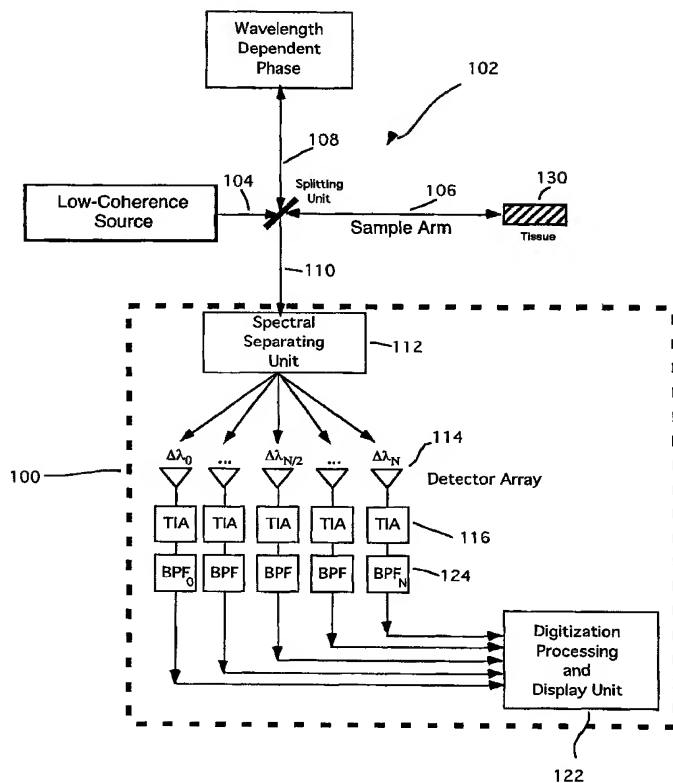 Wavelength
Dependent
Phase
102
108
Splitting
Unit
104
106
130
Low-Coherence
Source
Sample Arm
Tissue
110
Spectral
Separating
Unit
112
Δλ0
...
ΔλN/2
...
ΔλN
114
100
Detector Array
TIA
TIA
TIA
TIA
TIA
116
BPF0
BPF
BPF
BPF
BPFN
124
Digitization
Processing
and
Display Unit
122